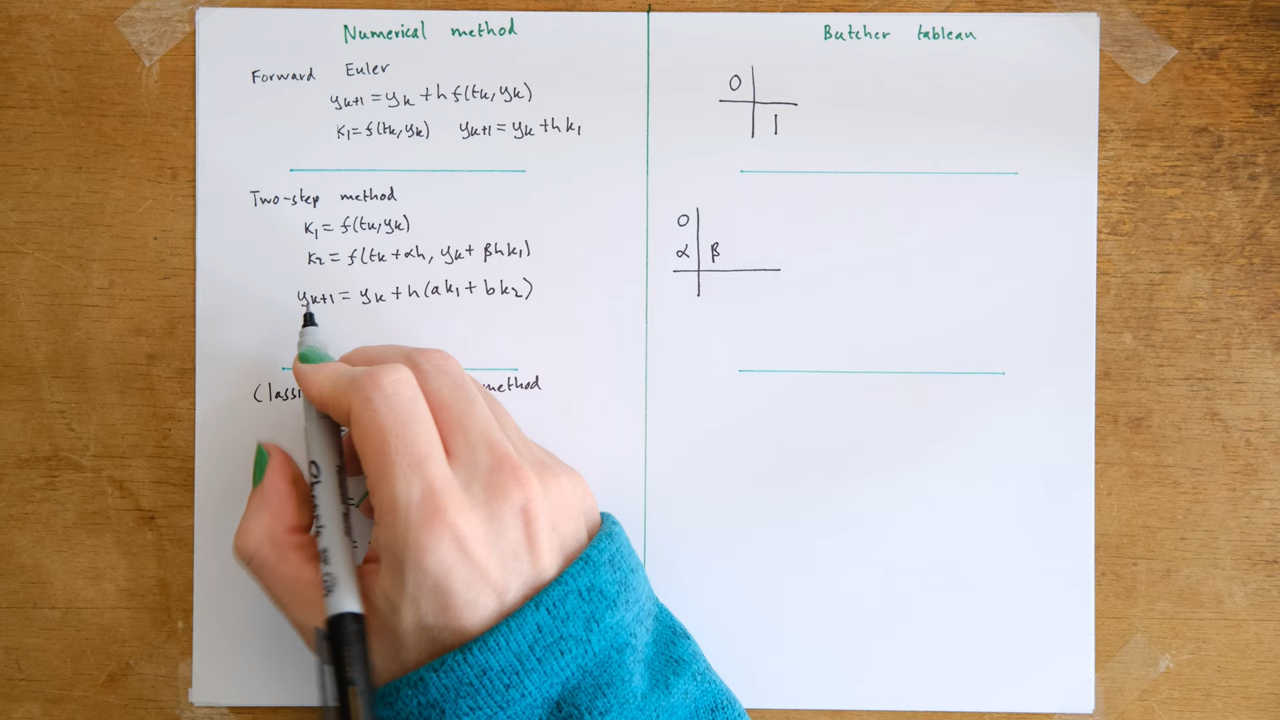 Numerical method
Butcher tableau
Forward Euler
yₖ₊₁ = yₖ + h f(tₖ, yₖ)
k₁ = f(tₖ, yₖ) yₖ₊₁ = yₖ + h k₁
0
1
Two-step method
k₁ = f(tₖ, yₖ)
k₂ = f(tₖ + αh, yₖ + βhk₁)
yₖ₊₁ = yₖ + h(ak₁ + bk₂)
0
α β
method